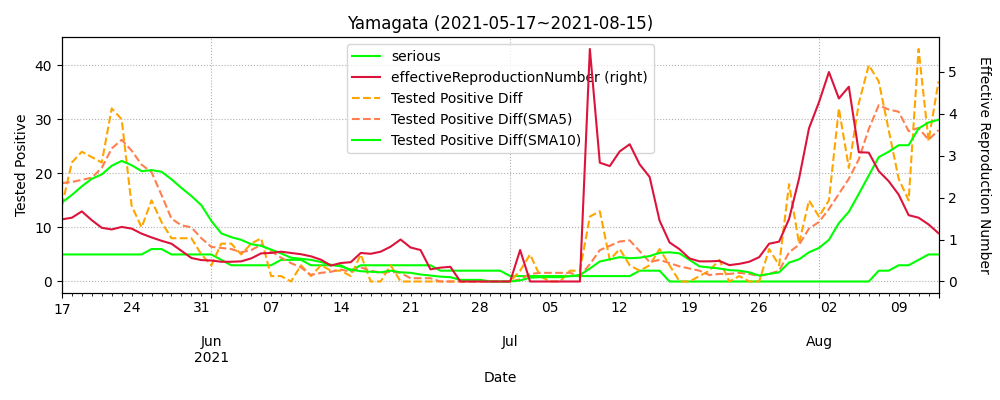 Yamagata (2021-05-17~2021-08-15)
serious
effectiveReproductionNumber (right)
Tested Positive Diff
Tested Positive Diff(SMA5)
Tested Positive Diff(SMA10)
Tested Positive
40
30
20
10
0
Effective Reproduction Number
5
4
3
2
1
0
17 24 31 07 14 21 28 05 12 19 26 02 09
Jun Jul Aug
2021
Date